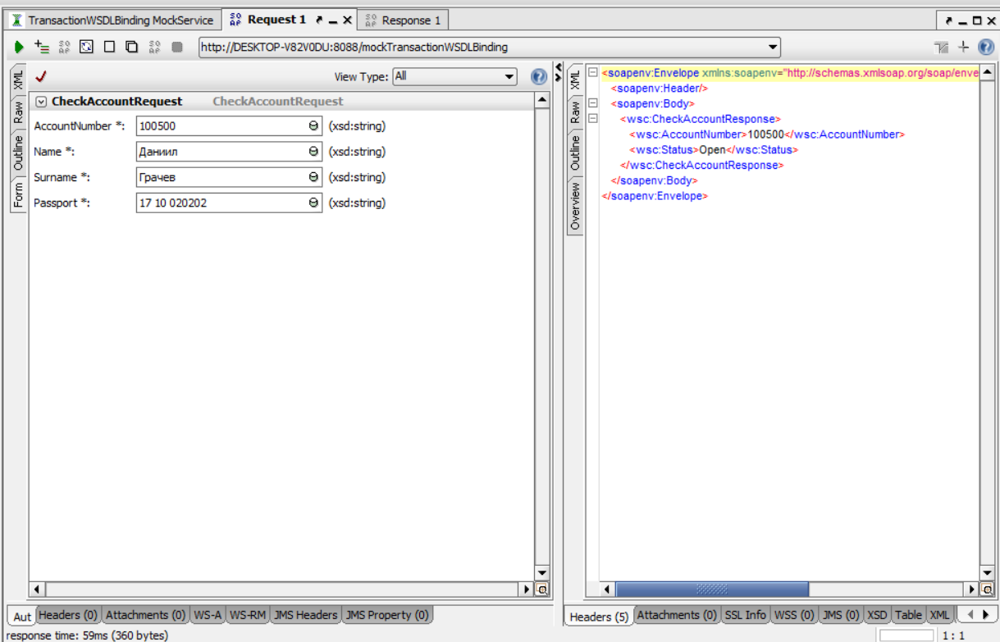 TransactionWSDLBinding MockService
Request 1
Response 1
http://DESKTOP-V82V0DU:8088/mockTransactionWSDLBinding
XML
Raw
Outline
Form
View Type: All
CheckAccountRequest CheckAccountRequest
AccountNumber *: 100500 (xsd:string)
Name *: Даниил (xsd:string)
Surname *: Грачев (xsd:string)
Passport *: 17 10 020202 (xsd:string)
XML
Raw
Outline
Overview
<soapenv:Envelope xmlns:soapenv="http://schemas.xmlsoap.org/soap/enve
<soapenv:Header/>
<soapenv:Body>
<wsc:CheckAccountResponse>
<wsc:AccountNumber>100500</wsc:AccountNumber>
<wsc:Status>Open</wsc:Status>
</wsc:CheckAccountResponse>
</soapenv:Body>
</soapenv:Envelope>
Aut Headers (0) Attachments (0) WS-A WS-RM JMS Headers JMS Property (0)
Headers (5) Attachments (0) SSL Info WSS (0) JMS (0) XSD Table XML
response time: 59ms (360 bytes)
1 : 1